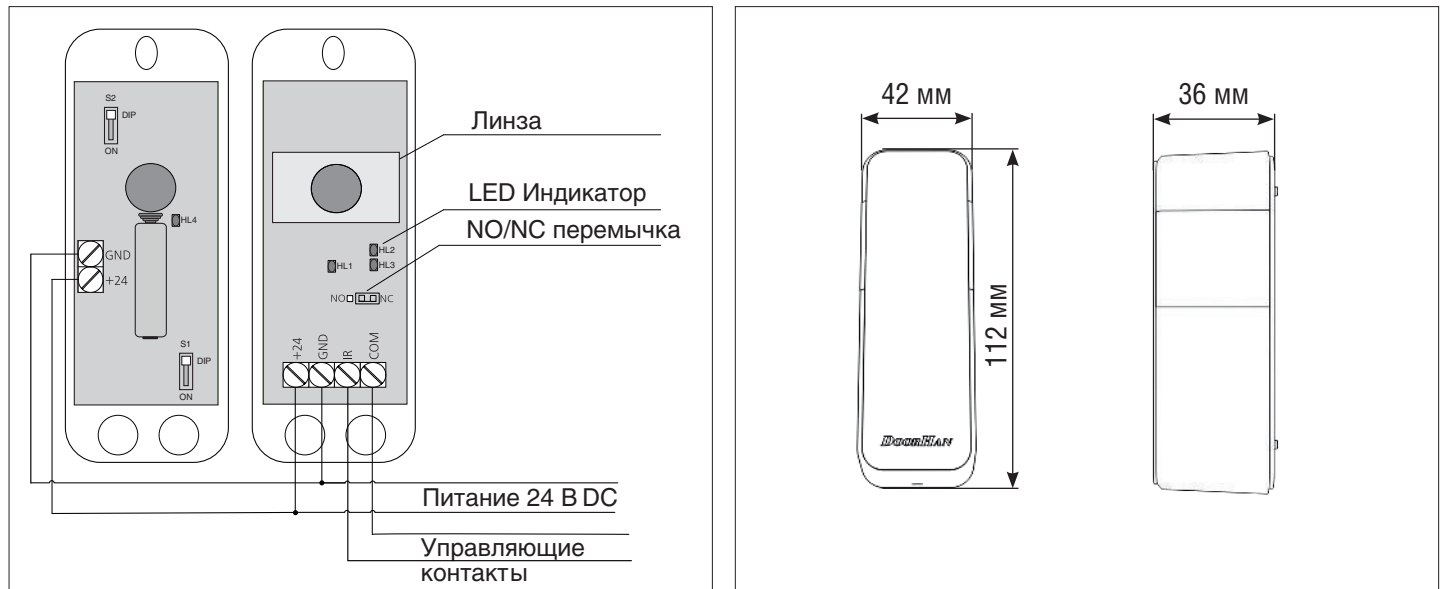 S2
DIP
ON
HL4
GND
+24
S1
DIP
ON
Линза
LED Индикатор
NO/NC перемычка
HL2
HL1
HL3
NO
NC
+24
GND
IR
COM
Питание 24 В DC
Управляющие
контакты
42 мм
36 мм
112 мм
DOORHAN